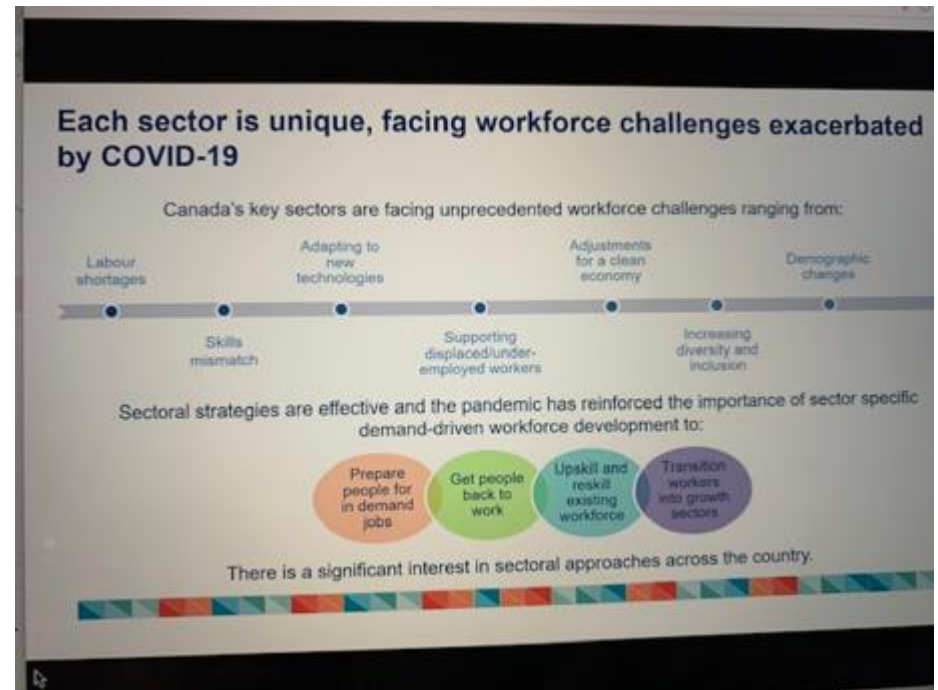 Each sector is unique, facing workforce challenges exacerbated
by COVID-19
Canada's key sectors are facing unprecedented workforce challenges ranging from:
Labour
shortages
Skills
mismatch
Adapting to
new
technologies
Supporting
displaced/under-
employed workers
Adjustments
for a clean
economy
Increasing
diversity and
inclusion
Demographic
changes
Sectoral strategies are effective and the pandemic has reinforced the importance of sector specific
demand-driven workforce development to:
Prepare
people for
in demand
jobs
Get people
back to
work
Upskill and
reskill
existing
workforce
Transition
workers
into growth
sectors
There is a significant interest in sectoral approaches across the country.